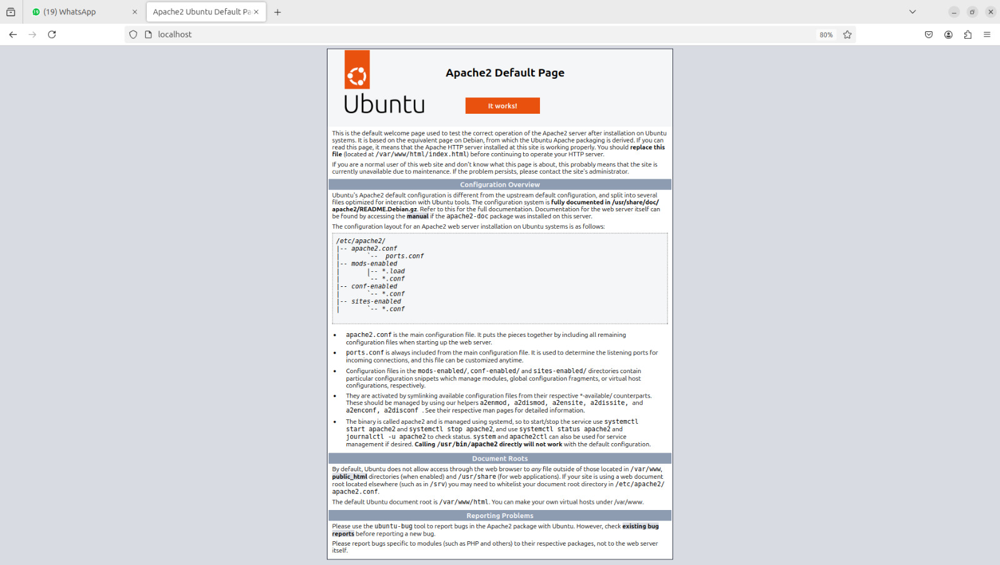 (19) WhatsApp
Apache2 Ubuntu Default Pa
localhost
80%
Apache2 Default Page
Ubuntu
It works!
This is the default welcome page used to test the correct operation of the Apache2 server after installation on Ubuntu
systems. It is based on the equivalent page on Debian, from which the Ubuntu Apache packaging is derived. If you can
read this page, it means that the Apache HTTP server installed at this site is working properly. You should replace this
file (located at /var/www/html/index.html) before continuing to operate your HTTP server.
If you are a normal user of this web site and don't know what this page is about, this probably means that the site is
currently unavailable due to maintenance. If the problem persists, please contact the site's administrator.
Configuration Overview
Ubuntu's Apache2 default configuration is different from the upstream default configuration, and split into several
files optimized for interaction with Ubuntu tools. The configuration system is fully documented in /usr/share/doc/
apache2/README.Debian.gz. Refer to this for the full documentation. Documentation for the web server itself can
be found by accessing the manual if the apache2-doc package was installed on this server.
The configuration layout for an Apache2 web server installation on Ubuntu systems is as follows:
/etc/apache2/
|-- apache2.conf
|       `--  ports.conf
|-- mods-enabled
|       |-- *.load
|       `-- *.conf
|-- conf-enabled
|       `-- *.conf
|-- sites-enabled
|       `-- *.conf
• apache2.conf is the main configuration file. It puts the pieces together by including all remaining
configuration files when starting up the web server.
• ports.conf is always included from the main configuration file. It is used to determine the listening ports for
incoming connections, and this file can be customized anytime.
• Configuration files in the mods-enabled/, conf-enabled/ and sites-enabled/ directories contain
particular configuration snippets which manage modules, global configuration fragments, or virtual host
configurations, respectively.
• They are activated by symlinking available configuration files from their respective *-available/ counterparts.
These should be managed by using our helpers a2enmod, a2dismod, a2ensite, a2dissite, and
a2enconf, a2disconf . See their respective man pages for detailed information.
• The binary is called apache2 and is managed using systemd, so to start/stop the service use systemctl
start apache2 and systemctl stop apache2, and use systemctl status apache2 and
journalctl -u apache2 to check status. system and apache2ctl can also be used for service
management if desired. Calling /usr/bin/apache2 directly will not work with the default configuration.
Document Roots
By default, Ubuntu does not allow access through the web browser to any file outside of those located in /var/www,
public_html directories (when enabled) and /usr/share (for web applications). If your site is using a web document
root located elsewhere (such as in /srv) you may need to whitelist your document root directory in /etc/apache2/
apache2.conf.
The default Ubuntu document root is /var/www/html. You can make your own virtual hosts under /var/www.
Reporting Problems
Please use the ubuntu-bug tool to report bugs in the Apache2 package with Ubuntu. However, check existing bug
reports before reporting a new bug.
Please report bugs specific to modules (such as PHP and others) to their respective packages, not to the web server
itself.